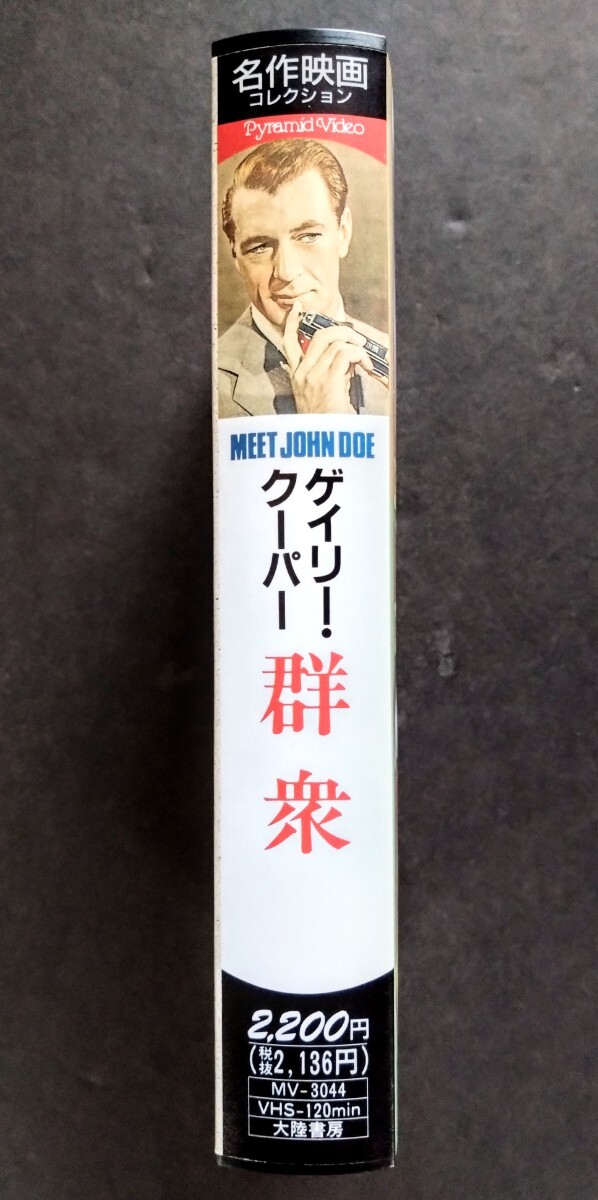 名作映画
コレクション
Pyramid Video
MEET JOHN DOE
ゲイリー・
クーパー
群衆
2,200円
(税抜2,136円)
MV-3044
VHS-120min
大陸書房